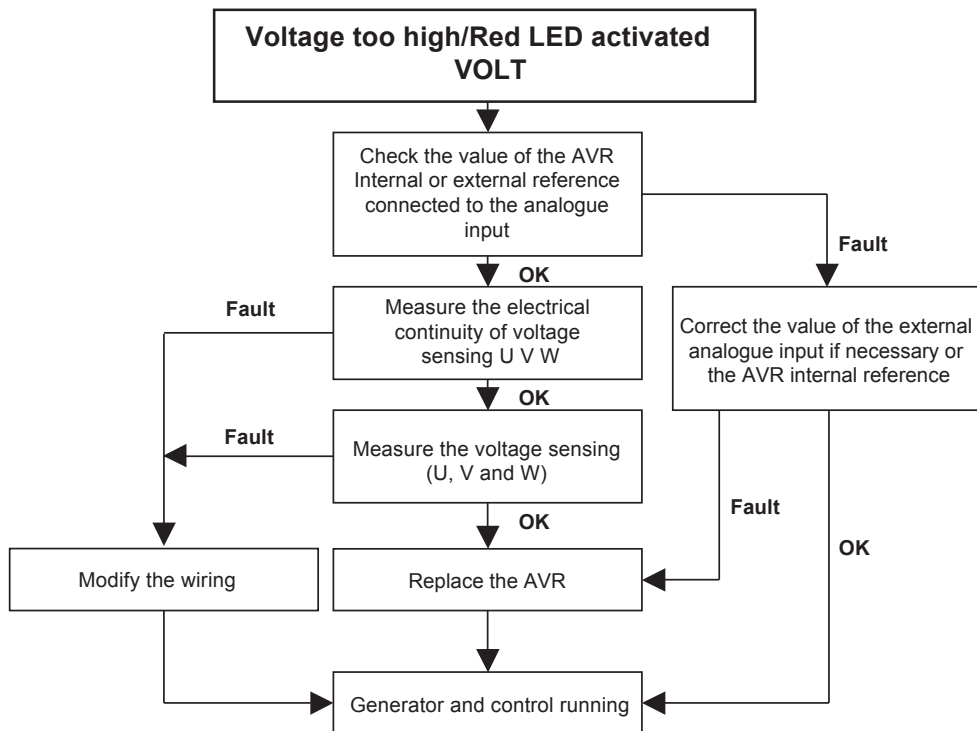 Voltage too high/Red LED activated
VOLT
Check the value of the AVR
Internal or external reference
connected to the analogue
input
Fault
OK
Fault
Measure the electrical
continuity of voltage
sensing U V W
Correct the value of the external
analogue input if necessary or
the AVR internal reference
OK
Fault
Measure the voltage sensing
(U, V and W)
Fault
OK
OK
Modify the wiring
Replace the AVR
Generator and control running